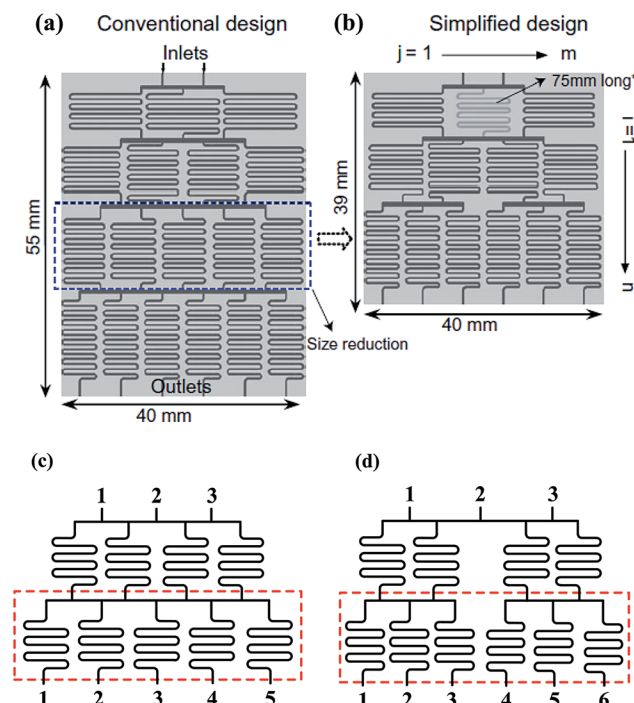 (a) Conventional design
Inlets
55 mm
Size reduction
Outlets
40 mm
(b) Simplified design
j = 1 m
75mm long*
i=1
n
39 mm
40 mm
(c)
1 2 3
1 2 3 4 5
(d)
1 2 3
1 2 3 4 5 6